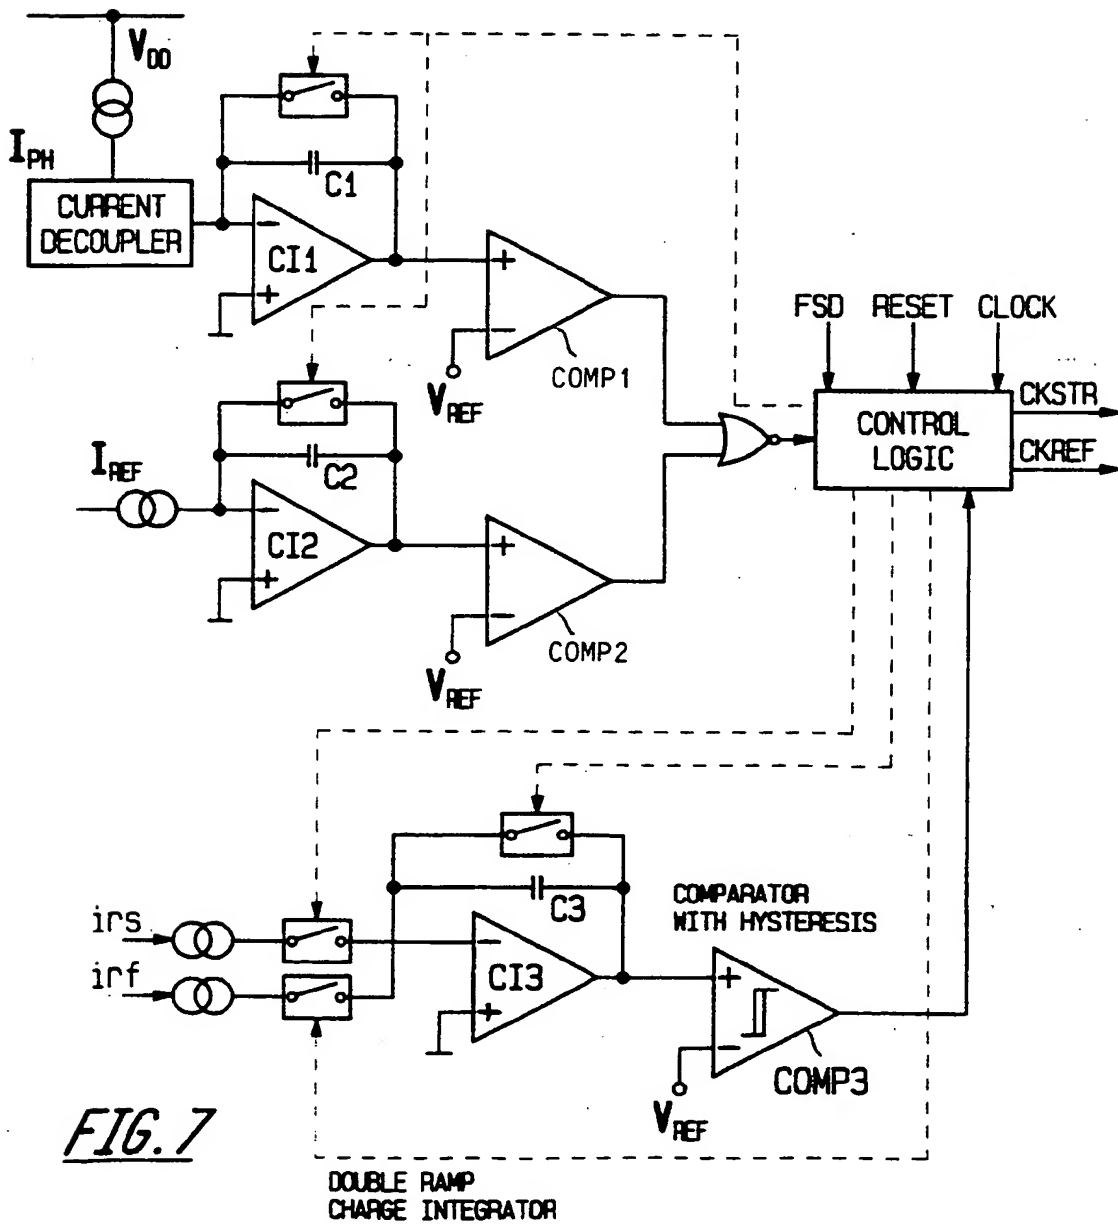 V_DD
I_PH
CURRENT
DECOUPLER
C1
-
CI1
+
+
-
COMP1
V_REF
FSD RESET CLOCK
CKSTR
CONTROL
LOGIC
CKREF
I_REF
C2
-
CI2
+
+
-
COMP2
V_REF
irs
irf
C3
-
CI3
+
COMPARATOR
WITH HYSTERESIS
+
-
COMP3
V_REF
FIG. 7
DOUBLE RAMP
CHARGE INTEGRATOR